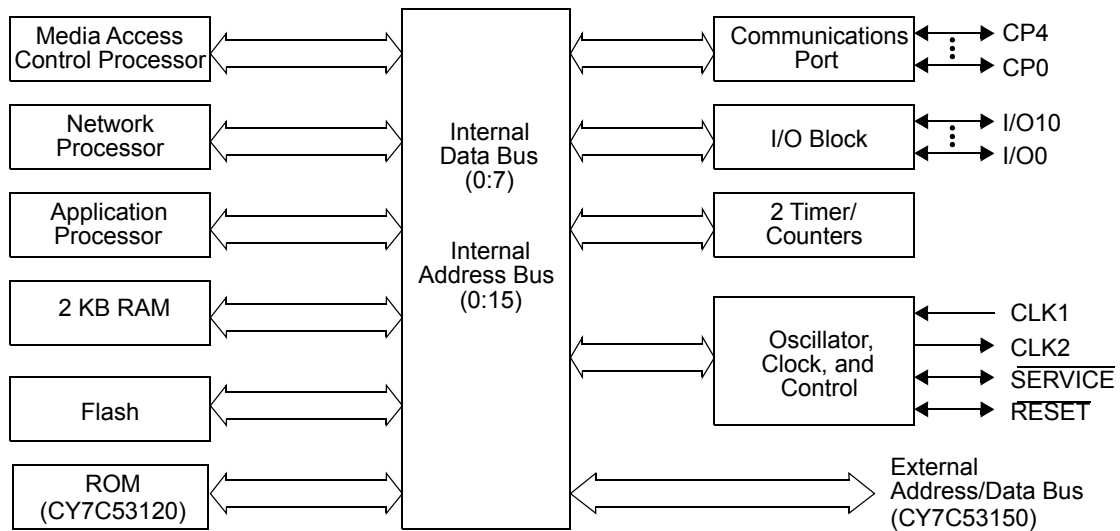 Media Access
Control Processor
Network
Processor
Application
Processor
2 KB RAM
Flash
ROM
(CY7C53120)
Internal
Data Bus
(0:7)
Internal
Address Bus
(0:15)
Communications
Port
CP4
CP0
I/O Block
I/O10
I/O0
2 Timer/
Counters
Oscillator,
Clock, and
Control
CLK1
CLK2
SERVICE
RESET
External
Address/Data Bus
(CY7C53150)